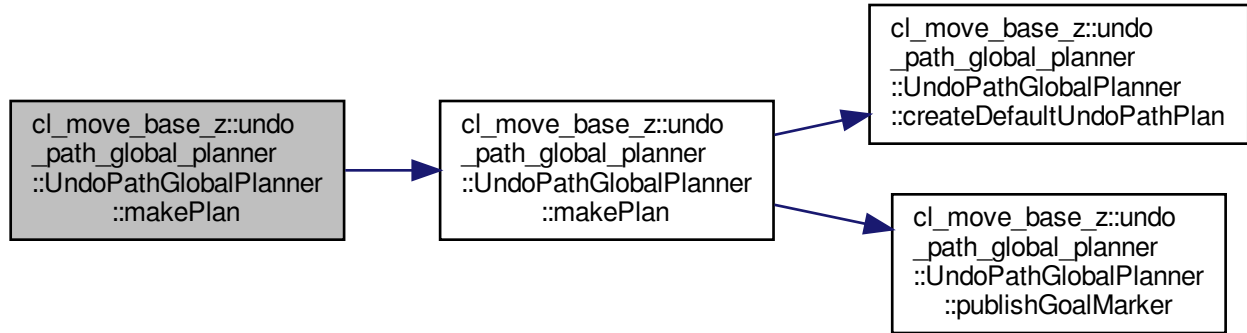 cl_move_base_z::undo
_path_global_planner
::UndoPathGlobalPlanner
::makePlan
cl_move_base_z::undo
_path_global_planner
::UndoPathGlobalPlanner
::makePlan
cl_move_base_z::undo
_path_global_planner
::UndoPathGlobalPlanner
::createDefaultUndoPathPlan
cl_move_base_z::undo
_path_global_planner
::UndoPathGlobalPlanner
::publishGoalMarker